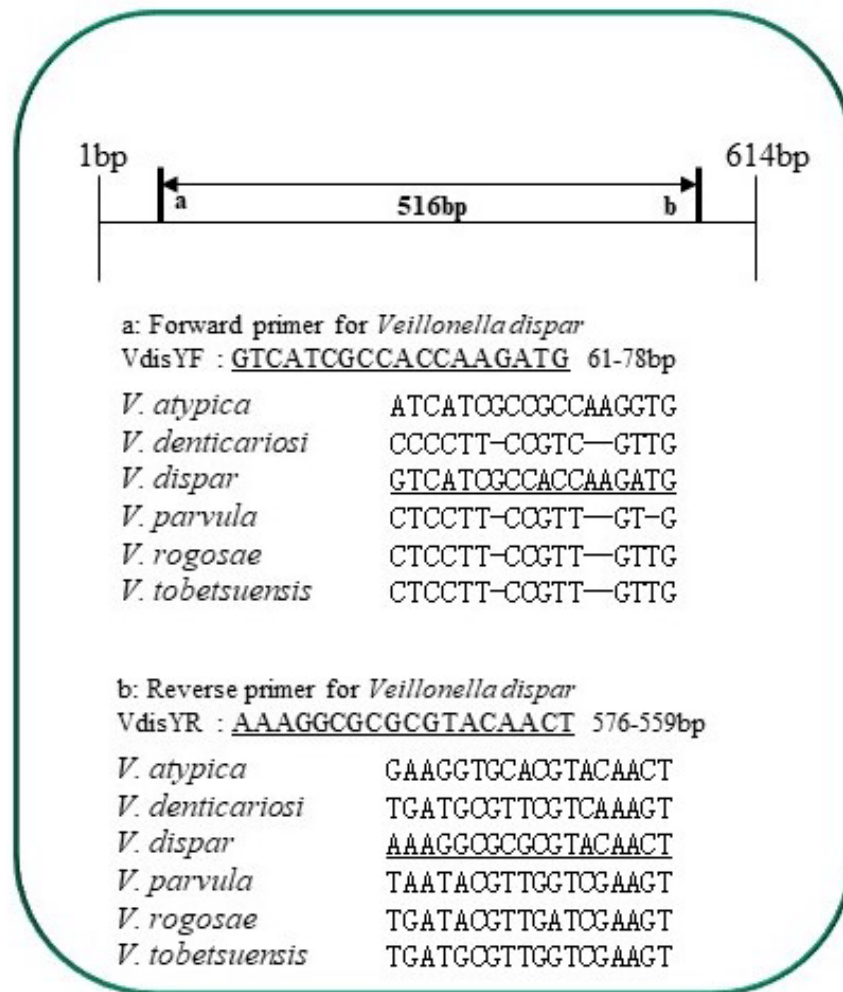 1bp 614bp
a 516bp b
a: Forward primer for Veillonella dispar
VdisYF : GTCATCGCCACCAAGATG 61-78bp
V. atypica ATCATCGCCGCCAAGGTG
V. denticariosi CCCCTT-CCGTC—GTTG
V. dispar GTCATCGCCACCAAGATG
V. parvula CTCCTT-CCGTT—GT-G
V. rogosae CTCCTT-CCGTT—GTTG
V. tobetsuensis CTCCTT-CCGTT—GTTG
b: Reverse primer for Veillonella dispar
VdisYR : AAAGGCGCGCGTACAACT 576-559bp
V. atypica GAAGGTGCACGTACAACT
V. denticariosi TGATGCGTTCGTCAAAGT
V. dispar AAAGGCGCGCGTACAACT
V. parvula TAATACGTTGGTCGAAGT
V. rogosae TGATACGTTGATCGAAGT
V. tobetsuensis TGATGCGTTGGTCGAAGT